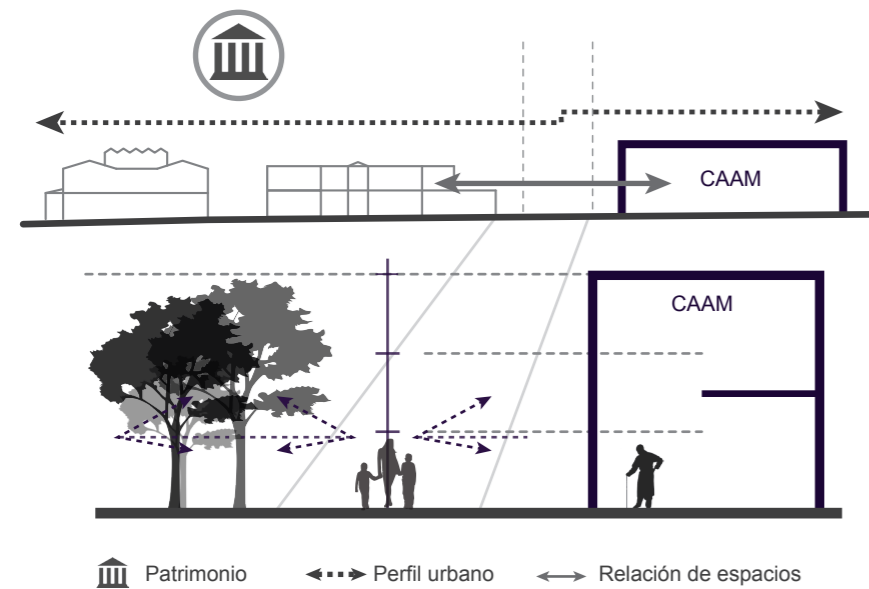 CAAM
CAAM
Patrimonio
Perfil urbano
Relación de espacios